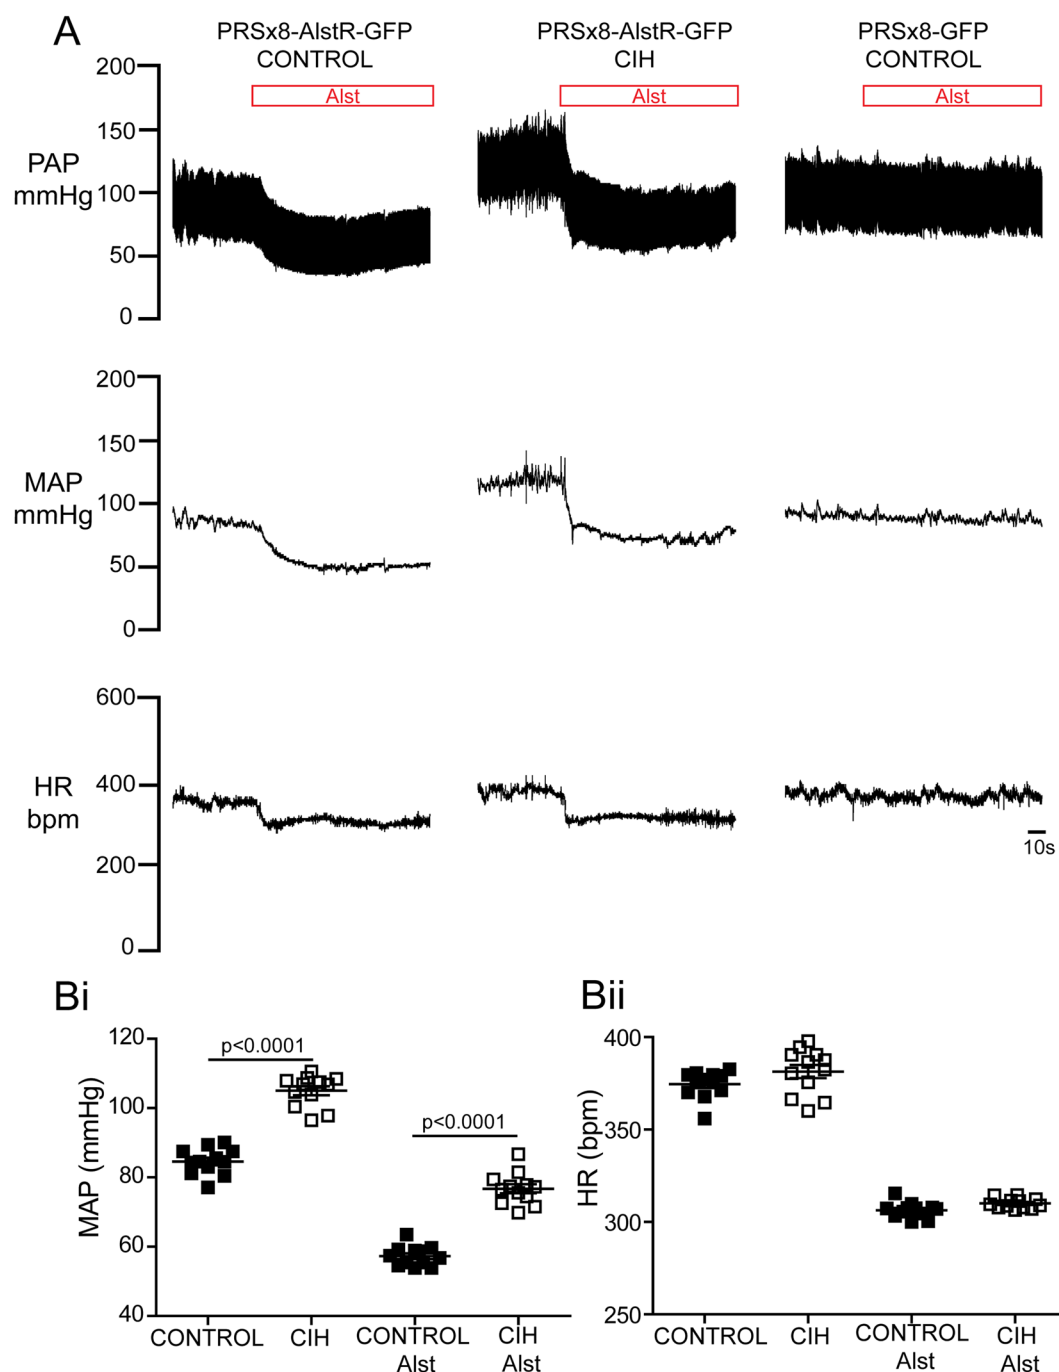 A
PRSx8-AlstR-GFP
CONTROL
PRSx8-AlstR-GFP
CIH
PRSx8-GFP
CONTROL
Alst
Alst
Alst
PAP
mmHg
200
150
100
50
0
MAP
mmHg
200
150
100
50
0
HR
bpm
600
400
200
0
10s
Bi
MAP (mmHg)
120
100
80
60
40
p<0.0001
p<0.0001
CONTROL
CIH
CONTROL
Alst
CIH
Alst
Bii
HR (bpm)
400
350
300
250
CONTROL
CIH
CONTROL
Alst
CIH
Alst